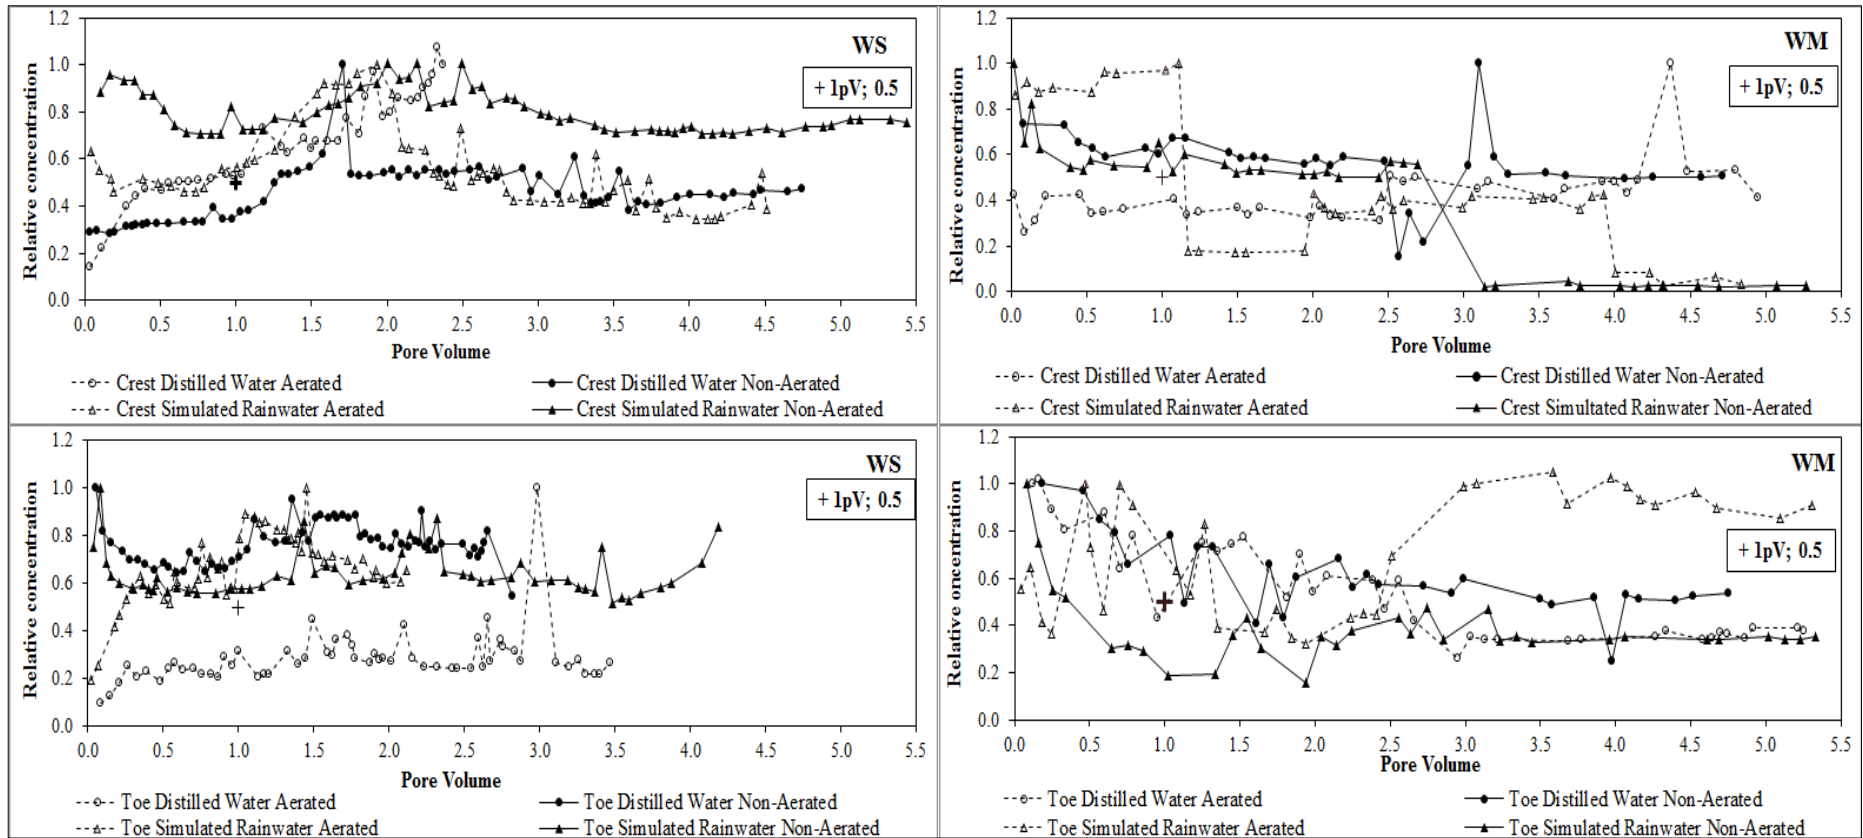 WS
+ 1pV; 0.5
Relative concentration
1.2
1.0
0.8
0.6
0.4
0.2
0.0
0.0 0.5 1.0 1.5 2.0 2.5 3.0 3.5 4.0 4.5 5.0 5.5
Pore Volume
Crest Distilled Water Aerated
Crest Distilled Water Non-Aerated
Crest Simulated Rainwater Aerated
Crest Simulated Rainwater Non-Aerated
WM
+ 1pV; 0.5
Relative concentration
1.2
1.0
0.8
0.6
0.4
0.2
0.0
0.0 0.5 1.0 1.5 2.0 2.5 3.0 3.5 4.0 4.5 5.0 5.5
Pore Volume
Crest Distilled Water Aerated
Crest Distilled Water Non-Aerated
Crest Simulated Rainwater Aerated
Crest Simultated Rainwater Non-Aerated
WS
+ 1pV; 0.5
Relative concentration
1.2
1.0
0.8
0.6
0.4
0.2
0.0
0.0 0.5 1.0 1.5 2.0 2.5 3.0 3.5 4.0 4.5 5.0 5.5
Pore Volume
Toe Distilled Water Aerated
Toe Distilled Water Non-Aerated
Toe Simulated Rainwater Aerated
Toe Simulated Rainwater Non-Aerated
WM
+ 1pV; 0.5
Relative oncentration
1.2
1.0
0.8
0.6
0.4
0.2
0.0
0.0 0.5 1.0 1.5 2.0 2.5 3.0 3.5 4.0 4.5 5.0 5.5
Pore Volume
Toe Distilled Water Aerated
Toe Distilled Water Non-Aerated
Toe Simulated Rainwater Aerated
Toe Simulated Rainwater Non-Aerated